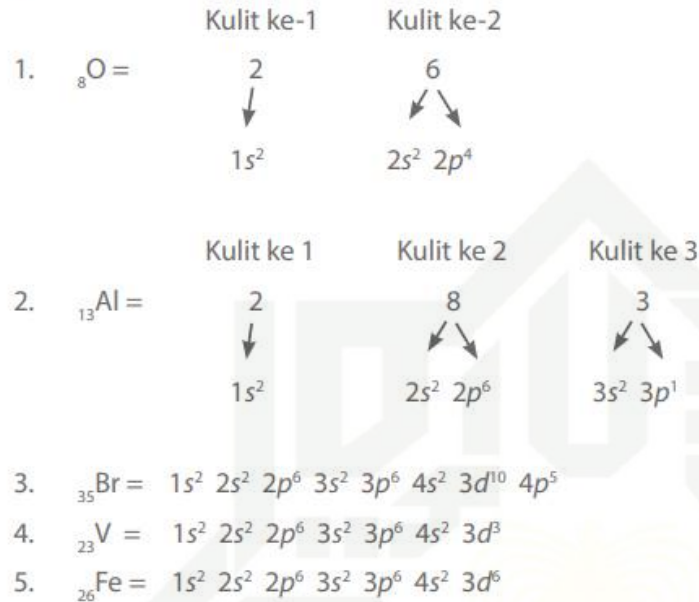 Kulit ke-1 Kulit ke-2
1. ₈O = 2 6
1s² 2s² 2p⁴
Kulit ke 1 Kulit ke 2 Kulit ke 3
2. ₁₃Al = 2 8 3
1s² 2s² 2p⁶ 3s² 3p¹
3. ₃₅Br = 1s² 2s² 2p⁶ 3s² 3p⁶ 4s² 3d¹⁰ 4p⁵
4. ₂₃V = 1s² 2s² 2p⁶ 3s² 3p⁶ 4s² 3d³
5. ₂₆Fe = 1s² 2s² 2p⁶ 3s² 3p⁶ 4s² 3d⁶